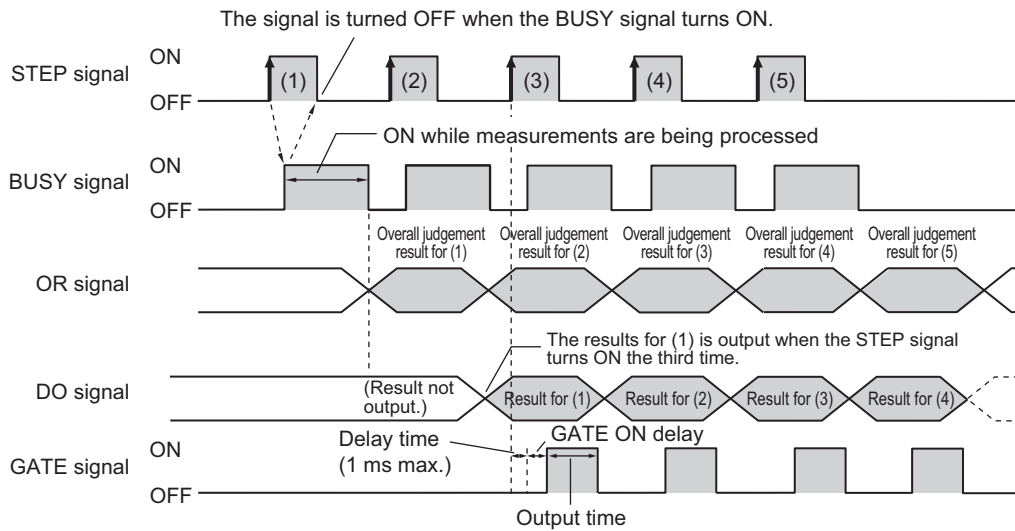 The signal is turned OFF when the BUSY signal turns ON.
ON
STEP signal
(1)
(2)
(3)
(4)
(5)
OFF
ON while measurements are being processed
ON
BUSY signal
OFF
Overall judgement
result for (1)
Overall judgement
result for (2)
Overall judgement
result for (3)
Overall judgement
result for (4)
Overall judgement
result for (5)
OR signal
The results for (1) is output when the STEP signal
turns ON the third time.
DO signal
(Result not
output.)
Result for (1)
Result for (2)
Result for (3)
Result for (4)
Delay time
(1 ms max.)
GATE ON delay
ON
GATE signal
OFF
Output time